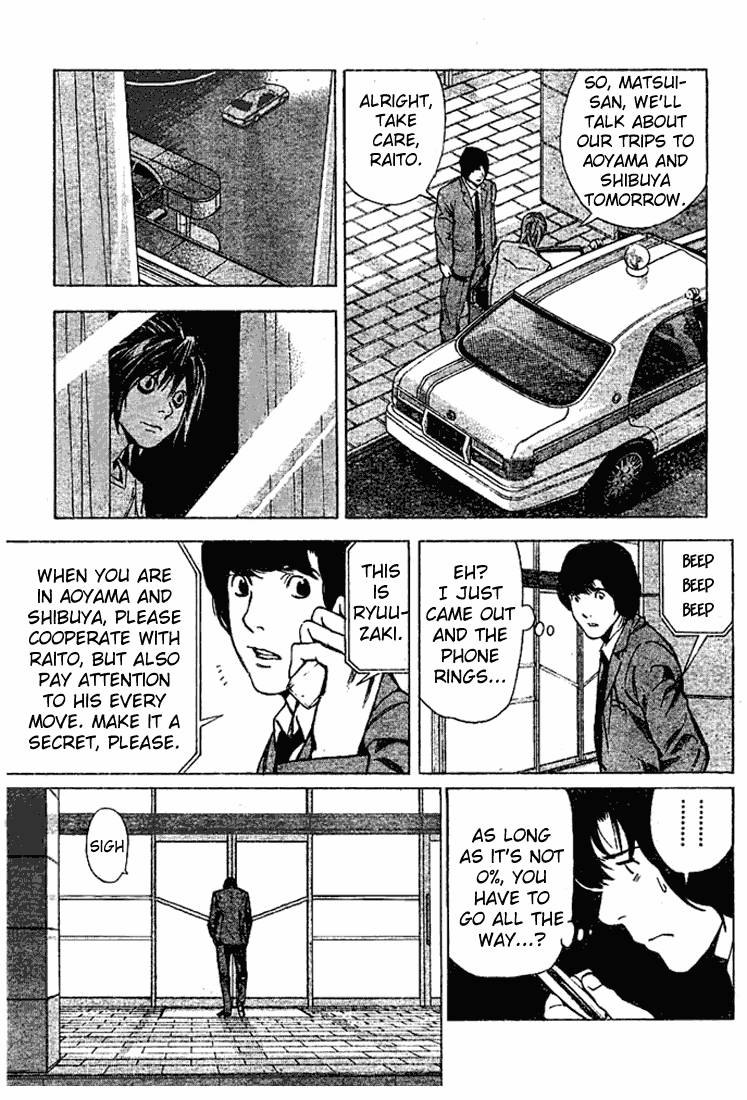 SO, MATSUI-
SAN, WE'LL
TALK ABOUT
OUR TRIPS TO
AOYAMA AND
SHIBUYA
TOMORROW.
ALRIGHT,
TAKE
CARE,
RAITO.
BEEP
BEEP
BEEP
EH?
I JUST
CAME OUT
AND THE
PHONE
RINGS...
THIS
IS
RYUU-
ZAKI.
WHEN YOU ARE
IN AOYAMA AND
SHIBUYA, PLEASE
COOPERATE WITH
RAITO, BUT ALSO
PAY ATTENTION
TO HIS EVERY
MOVE. MAKE IT A
SECRET, PLEASE.
......
AS LONG
AS IT'S NOT
0%, YOU
HAVE TO
GO ALL THE
WAY...?
SIGH